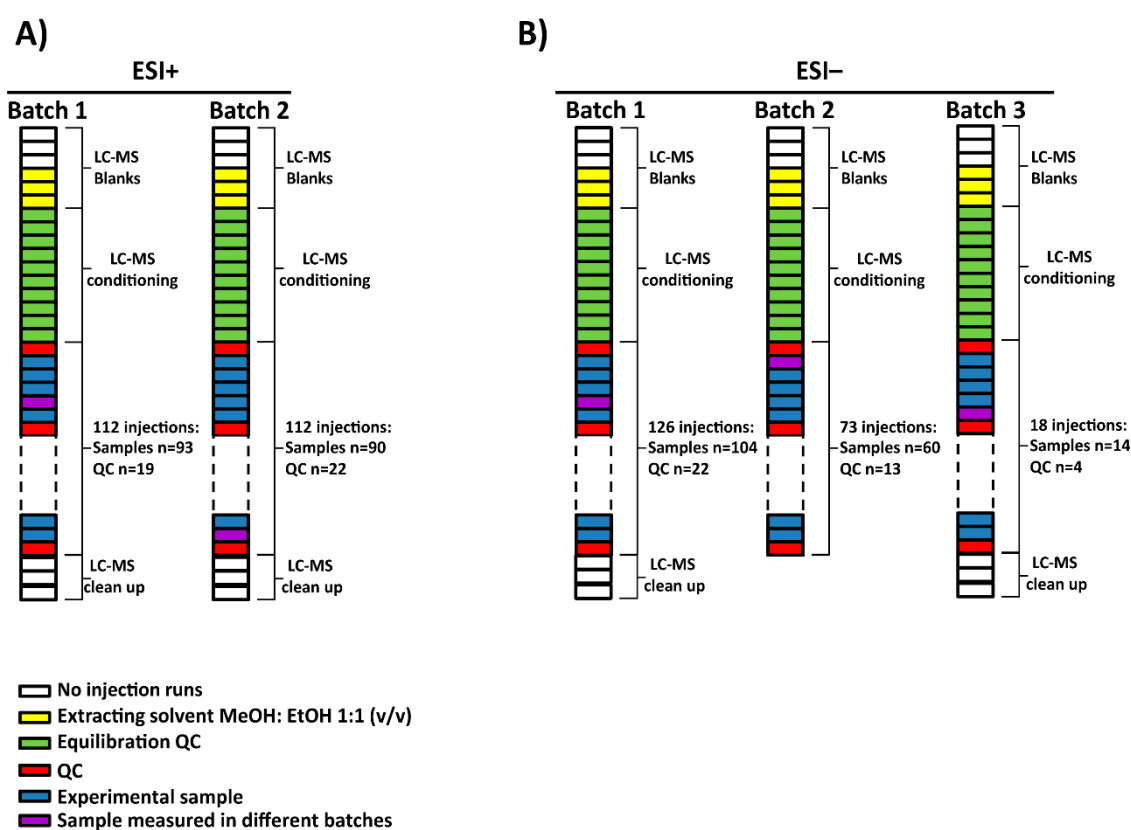 A)
B)
ESI+
ESI–
Batch 1
Batch 2
Batch 1
Batch 2
Batch 3
LC-MS
Blanks
LC-MS
Blanks
LC-MS
Blanks
LC-MS
Blanks
LC-MS
Blanks
LC-MS
conditioning
LC-MS
conditioning
LC-MS
conditioning
LC-MS
conditioning
LC-MS
conditioning
112 injections:
Samples n=93
QC n=19
112 injections:
Samples n=90
QC n=22
126 injections:
Samples n=104
QC n=22
73 injections:
Samples n=60
QC n=13
18 injections:
Samples n=14
QC n=4
LC-MS
clean up
LC-MS
clean up
LC-MS
clean up
LC-MS
clean up
No injection runs
Extracting solvent MeOH: EtOH 1:1 (v/v)
Equilibration QC
QC
Experimental sample
Sample measured in different batches